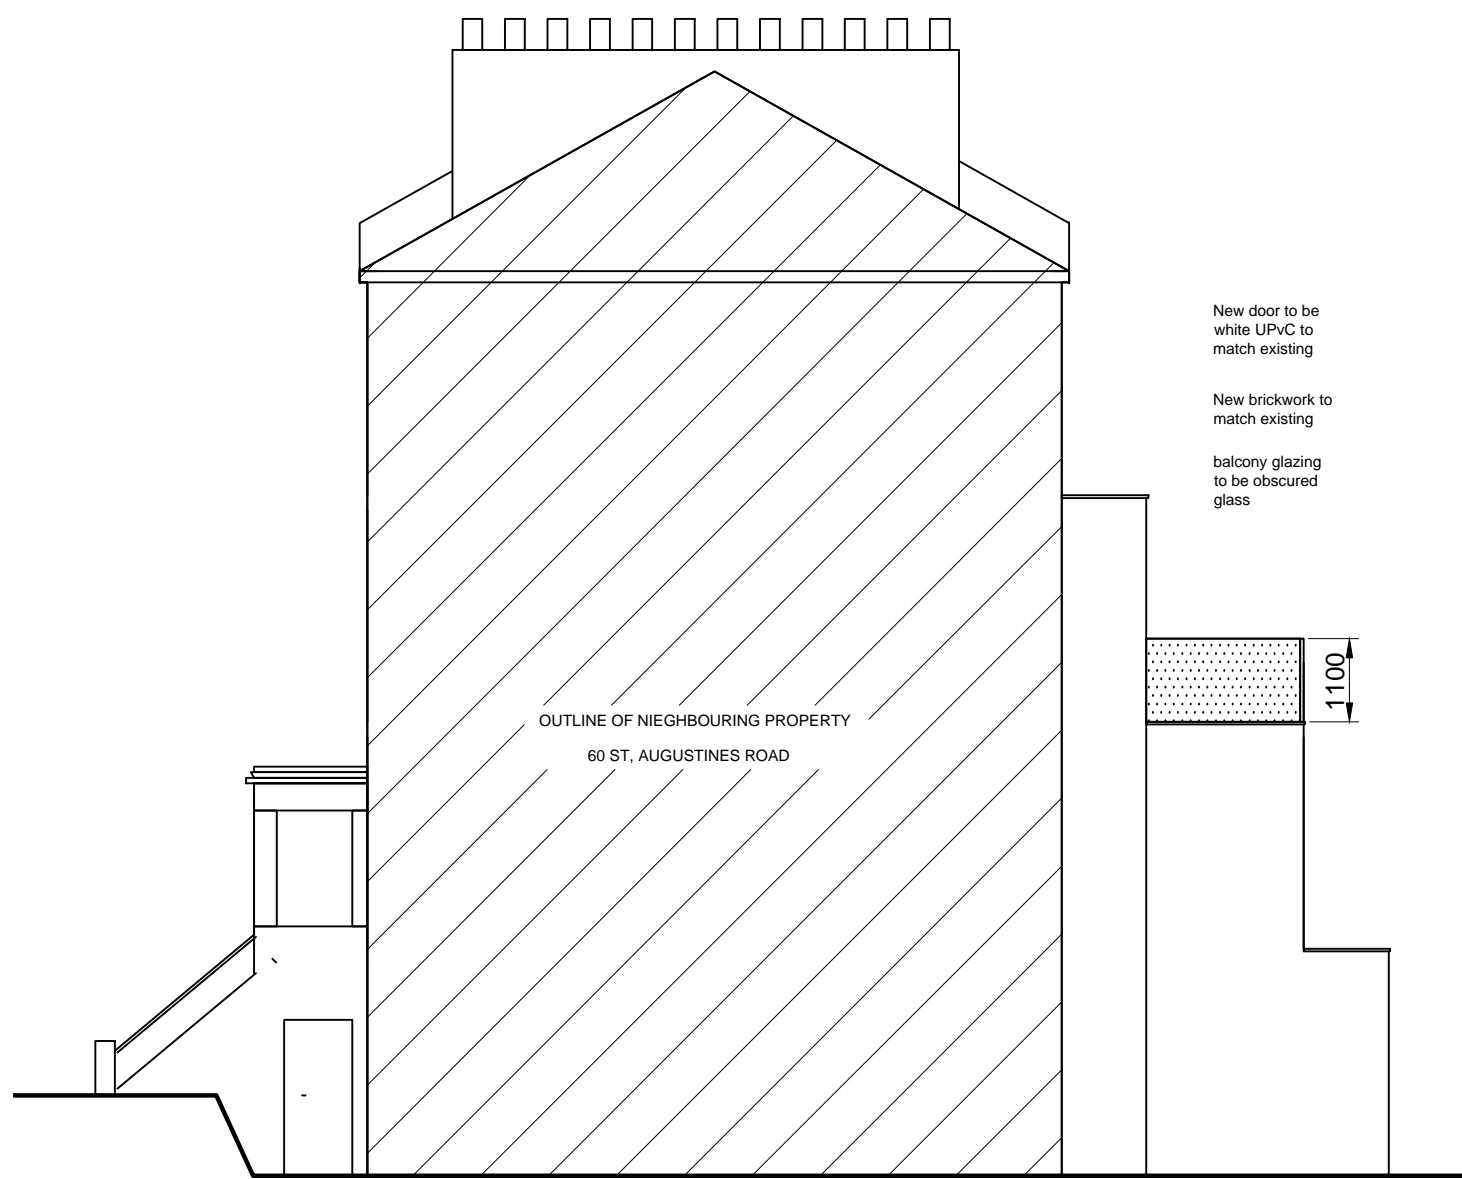 New door to be
white UPvC to
match existing
New brickwork to
match existing
balcony glazing
to be obscured
glass
1100
OUTLINE OF NIEGHBOURING PROPERTY
60 ST, AUGUSTINES ROAD